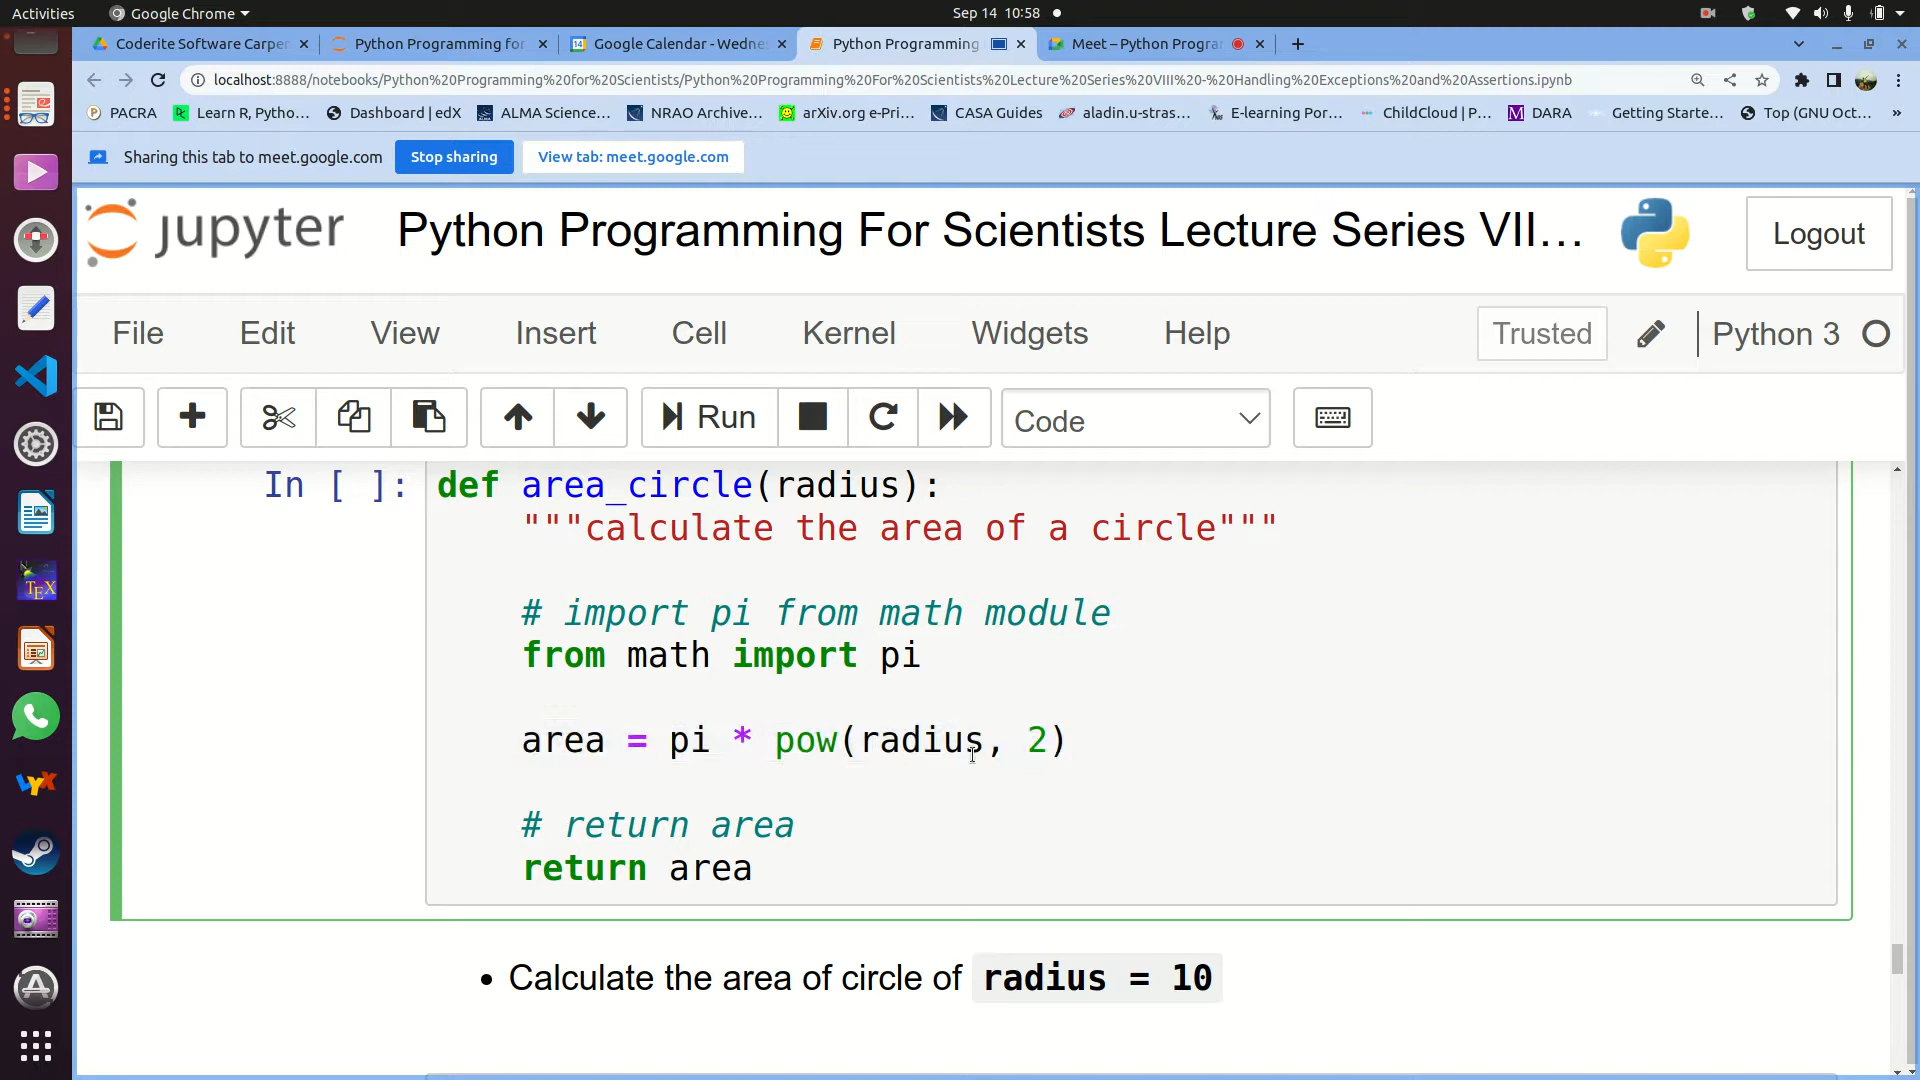 Activities Google Chrome Sep 14 10:58
Coderite Software Carpe Python Programming for Google Calendar - Wedne Python Programming Meet – Python Progra
localhost:8888/notebooks/Python%20Programming%20for%20Scientists/Python%20Programming%20For%20Scientists%20Lecture%20Series%20VIII%20-%20Handling%20Exceptions%20and%20Assertions.ipynb
PACRA Learn R, Pytho... Dashboard | edX ALMA Science... NRAO Archive... arXiv.org e-Pri... CASA Guides aladin.u-stras... E-learning Por... ChildCloud | P... DARA Getting Starte... Top (GNU Oct... »
Sharing this tab to meet.google.com Stop sharing View tab: meet.google.com
jupyter Python Programming For Scientists Lecture Series VII... Logout
File Edit View Insert Cell Kernel Widgets Help Trusted Python 3
Run Code
In [ ]: def area_circle(radius):
"""calculate the area of a circle"""
# import pi from math module
from math import pi
area = pi * pow(radius, 2)
# return area
return area
• Calculate the area of circle of radius = 10
TEX
LYX